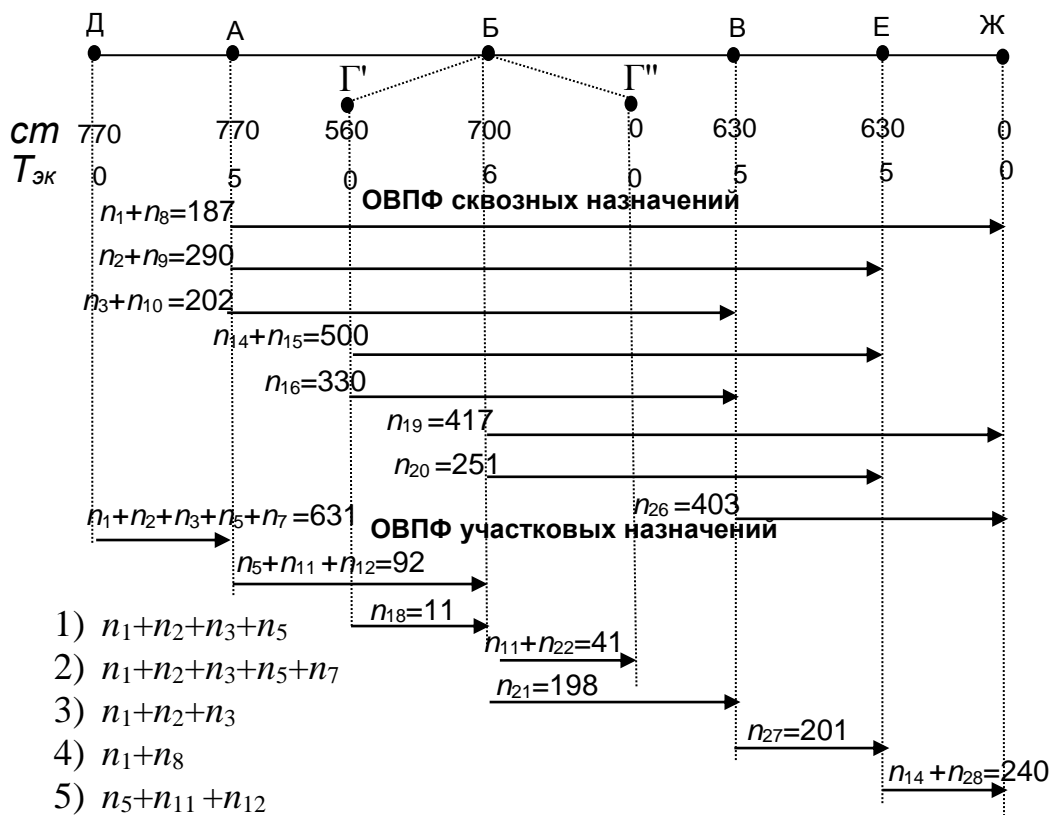 Д А Б В Е Ж
Г' Г"
cm 770 770 560 700 0 630 630 0
Tэк 0 5 0 6 0 5 5 0
ОВПФ сквозных назначений
n1+n8=187
n2+n9=290
n3+n10 =202
n14+n15=500
n16=330
n19 =417
n20 =251
n26 =403
n1+n2+n3+n5+n7 =631
ОВПФ участковых назначений
n5+n11 +n12=92
n18=11
n11+n22=41
n21=198
n27=201
n14 +n28=240
1) n1+n2+n3+n5
2) n1+n2+n3+n5+n7
3) n1+n2+n3
4) n1+n8
5) n5+n11 +n12